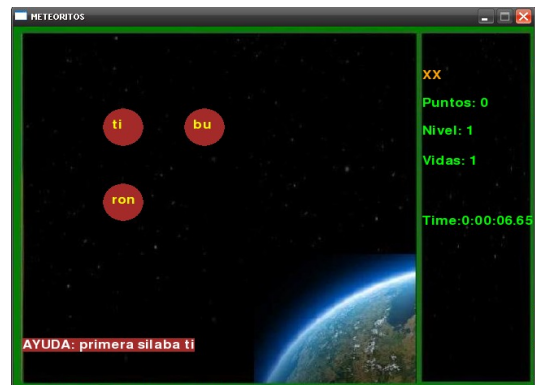 METEORITOS
ti
bu
ron
AYUDA: primera silaba ti
XX
Puntos: 0
Nivel: 1
Vidas: 1
Time:0:00:06.65